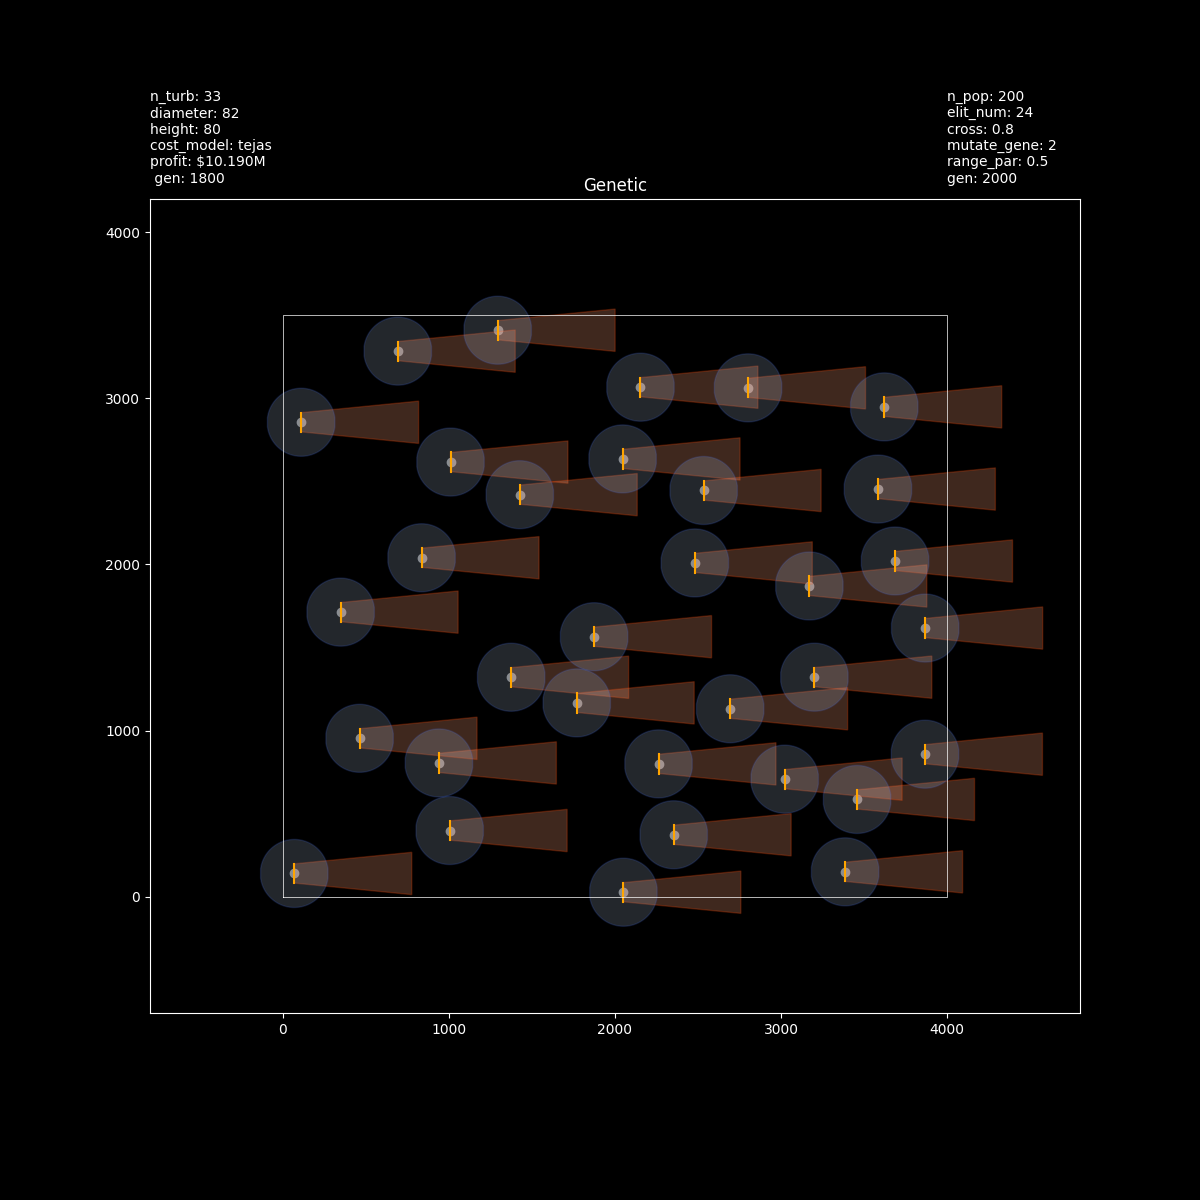 n_turb: 33
diameter: 82
height: 80
cost_model: tejas
profit: $10.190M
gen: 1800
n_pop: 200
elit_num: 24
cross: 0.8
mutate_gene: 2
range_par: 0.5
gen: 2000
Genetic
4000
3000
2000
1000
0
0
1000
2000
3000
4000